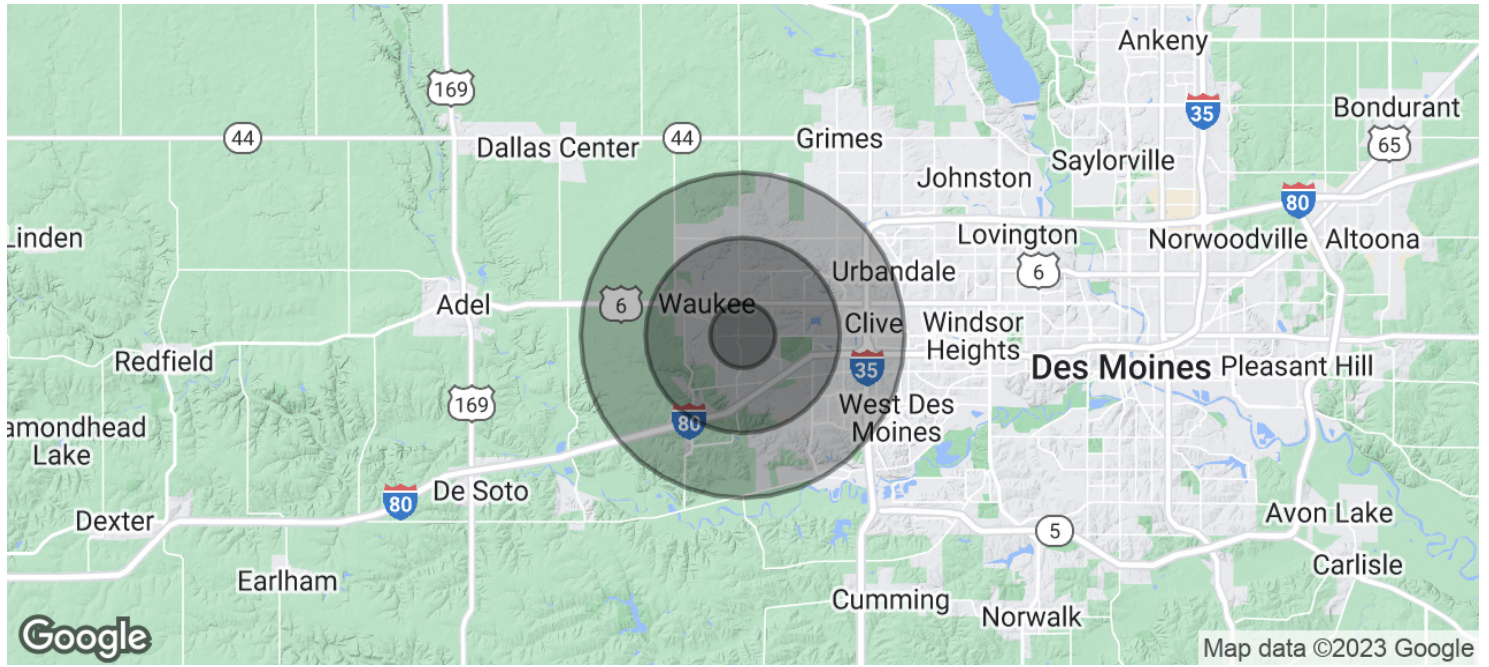 Ankeny
169
35
Bondurant
44
Dallas Center
44
Grimes
65
Saylorville
Johnston
80
Linden
Lovington
Norwoodville
Altoona
Urbandale
6
Adel
6
Waukee
Clive
Windsor
Heights
Redfield
35
Des Moines
Pleasant Hill
169
West Des
Moines
80
amondhead
Lake
De Soto
80
Dexter
5
Avon Lake
Earlham
Carlisle
Cumming
Norwalk
Google
Map data ©2023 Google